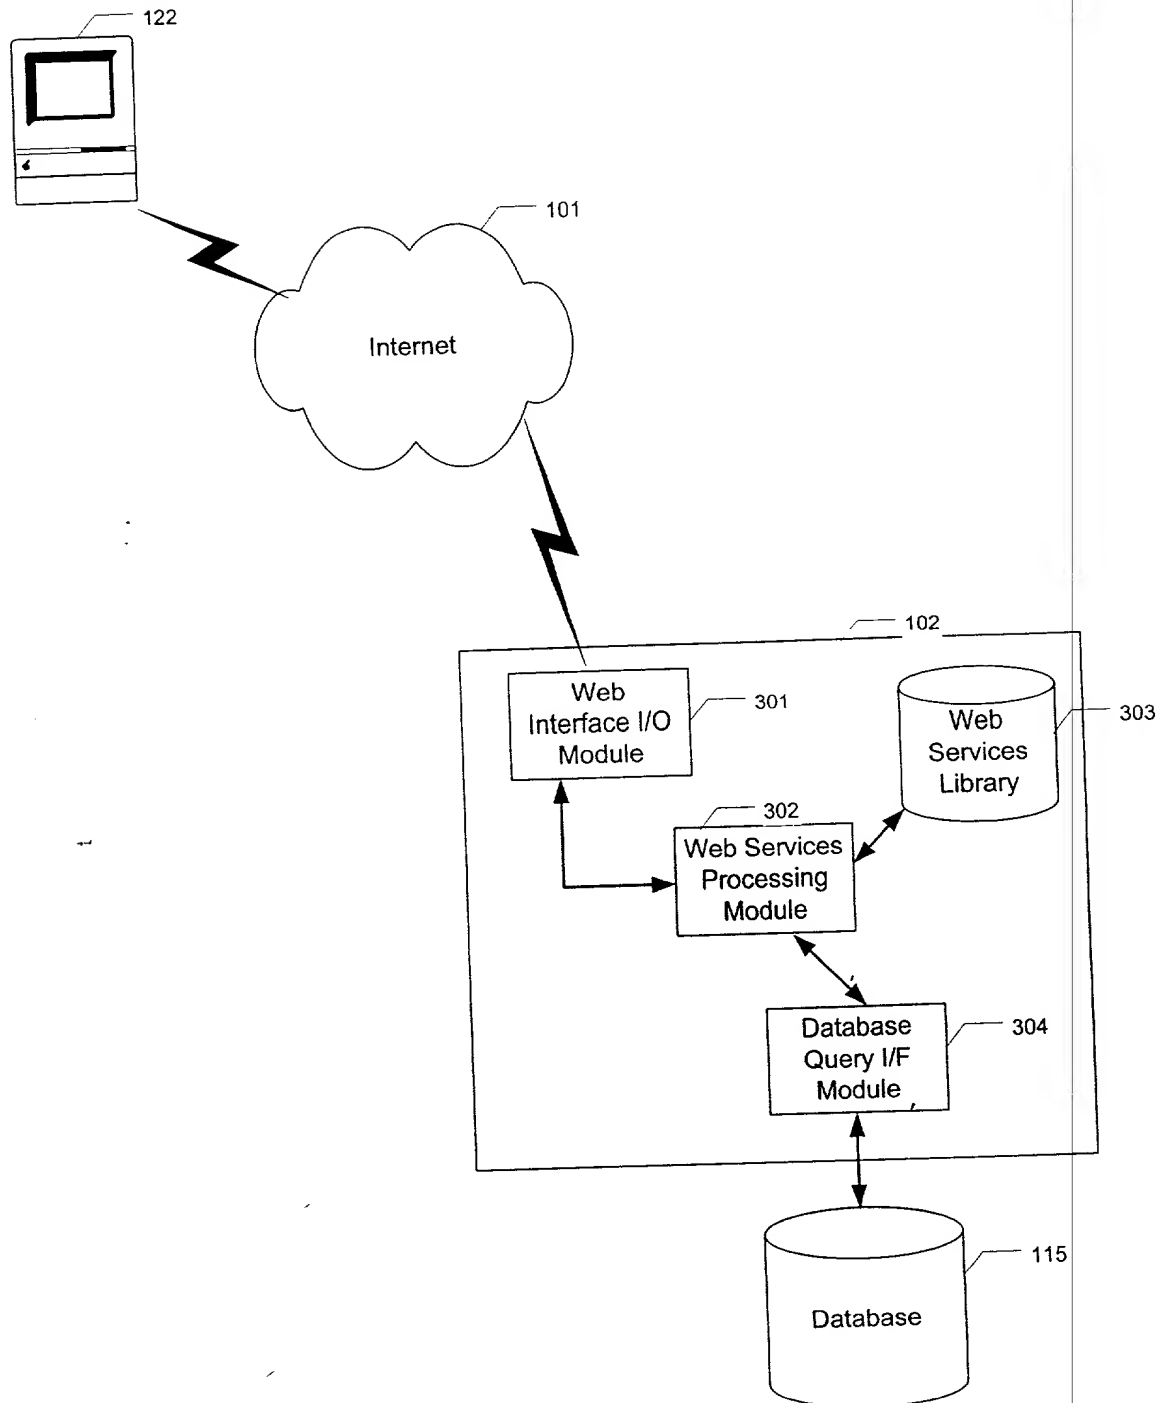 122
101
Internet
102
Web
Interface I/O
Module
301
Web
Services
Library
303
302
Web Services
Processing
Module
Database
Query I/F
Module
304
115
Database